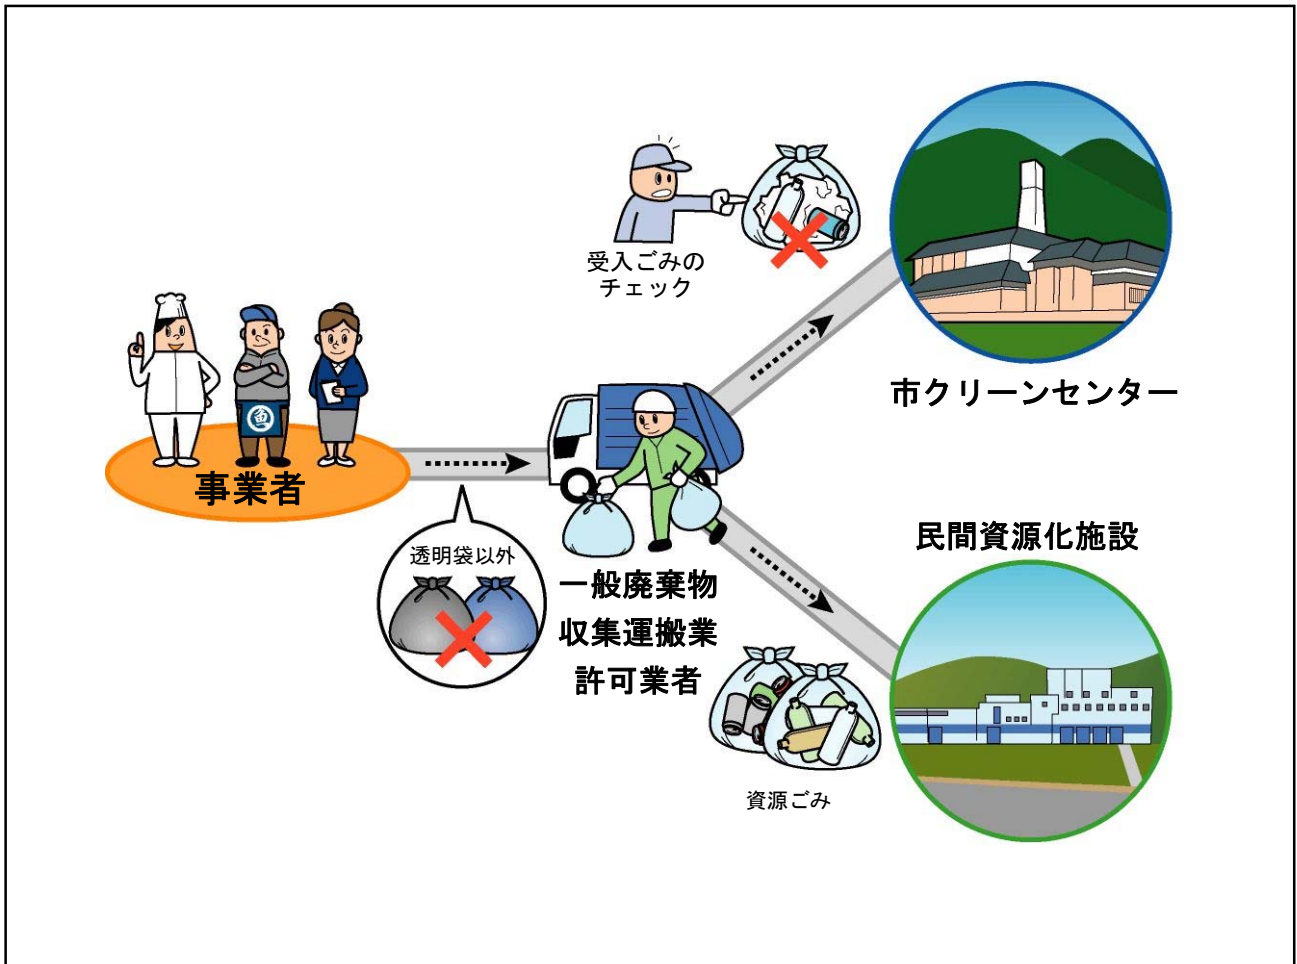 受入ごみの
チェック
市クリーンセンター
魚
事業者
透明袋以外
一般廃棄物
収集運搬業
許可業者
民間資源化施設
資源ごみ